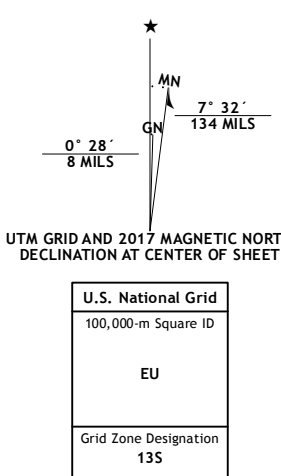 ★
MN
7° 32´
134 MILS
GN
0° 28´
8 MILS
UTM GRID AND 2017 MAGNETIC NORT
DECLINATION AT CENTER OF SHEET
U.S. National Grid
100,000-m Square ID
EU
Grid Zone Designation
13S